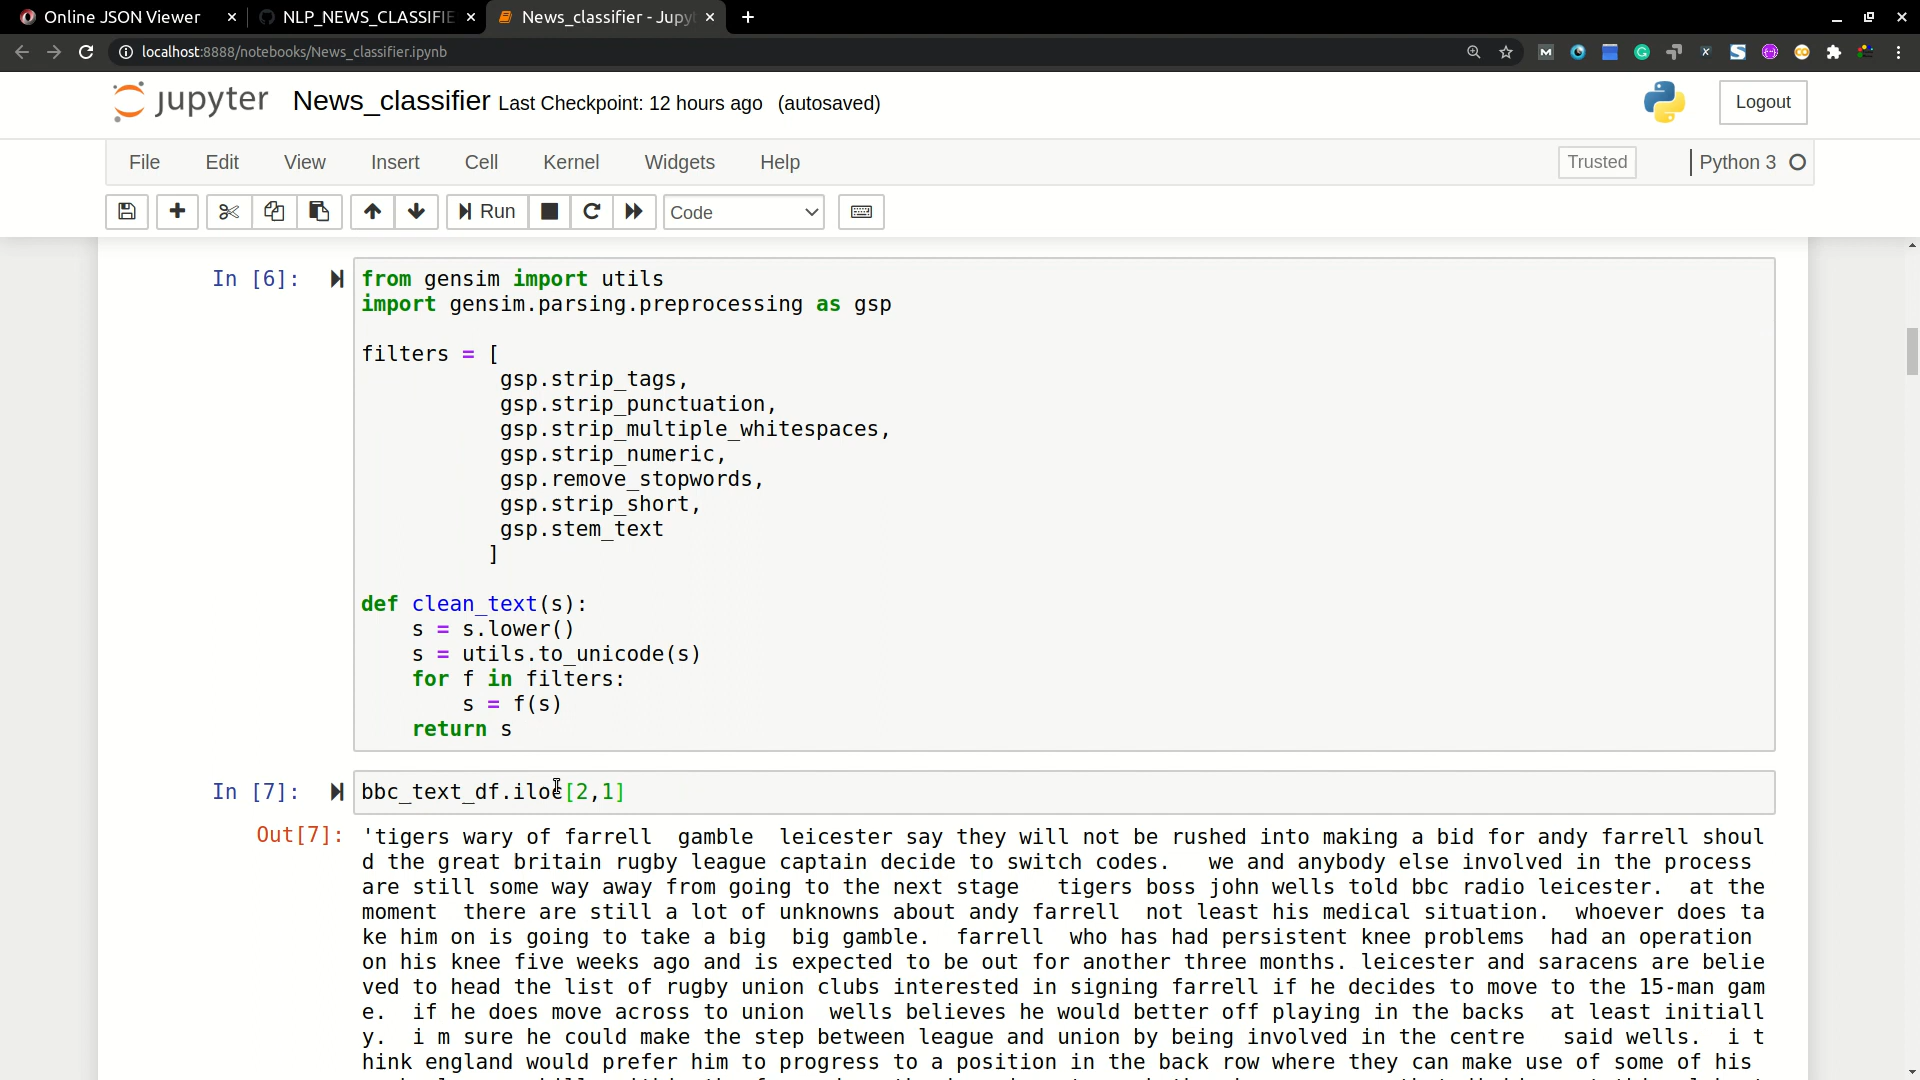 Online JSON Viewer
NLP_NEWS_CLASSIFIE
News_classifier - Jupy
localhost:8888/notebooks/News_classifier.ipynb
jupyter News_classifier Last Checkpoint: 12 hours ago (autosaved)
Logout
File Edit View Insert Cell Kernel Widgets Help
Trusted
Python 3
Run
Code
In [6]:
from gensim import utils
import gensim.parsing.preprocessing as gsp
filters = [
gsp.strip_tags,
gsp.strip_punctuation,
gsp.strip_multiple_whitespaces,
gsp.strip_numeric,
gsp.remove_stopwords,
gsp.strip_short,
gsp.stem_text
]
def clean_text(s):
s = s.lower()
s = utils.to_unicode(s)
for f in filters:
s = f(s)
return s
In [7]:
bbc_text_df.iloc[2,1]
Out[7]:
'tigers wary of farrell  gamble  leicester say they will not be rushed into making a bid for andy farrell shoul
d the great britain rugby league captain decide to switch codes.   we and anybody else involved in the process
are still some way away from going to the next stage   tigers boss john wells told bbc radio leicester.  at the
moment  there are still a lot of unknowns about andy farrell  not least his medical situation.  whoever does ta
ke him on is going to take a big  big gamble.  farrell  who has had persistent knee problems  had an operation
on his knee five weeks ago and is expected to be out for another three months. leicester and saracens are belie
ved to head the list of rugby union clubs interested in signing farrell if he decides to move to the 15-man gam
e.  if he does move across to union  wells believes he would better off playing in the backs  at least initiall
y.  i m sure he could make the step between league and union by being involved in the centre   said wells.  i t
hink england would prefer him to progress to a position in the back row where they can make use of some of his